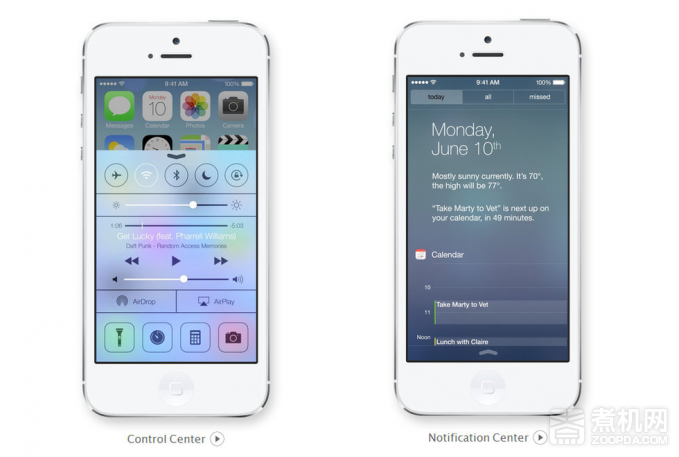 9:41 AM
100%
Monday
10
Messages
Calendar
Photos
Camera
1:06
-5:03
Get Lucky (feat. Pharrell Williams)
Daft Punk - Random Access Memories
AirDrop
AirPlay
Control Center
9:41 AM
100%
today
all
missed
Monday,
June 10th
Mostly sunny currently. It’s 70°,
the high will be 77°.
“Take Marty to Vet” is next up on
your calendar, in 49 minutes.
Calendar
10
Take Marty to Vet
11
Noon
Lunch with Claire
Notification Center
煮机网
ZOOPDA.COM